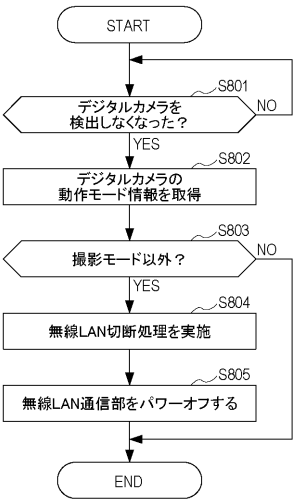 START
S801
デジタルカメラを
検出しなくなった？
NO
YES
S802
デジタルカメラの
動作モード情報を取得
S803
撮影モード以外？
NO
YES
S804
無線LAN切断処理を実施
S805
無線LAN通信部をパワーオフする
END